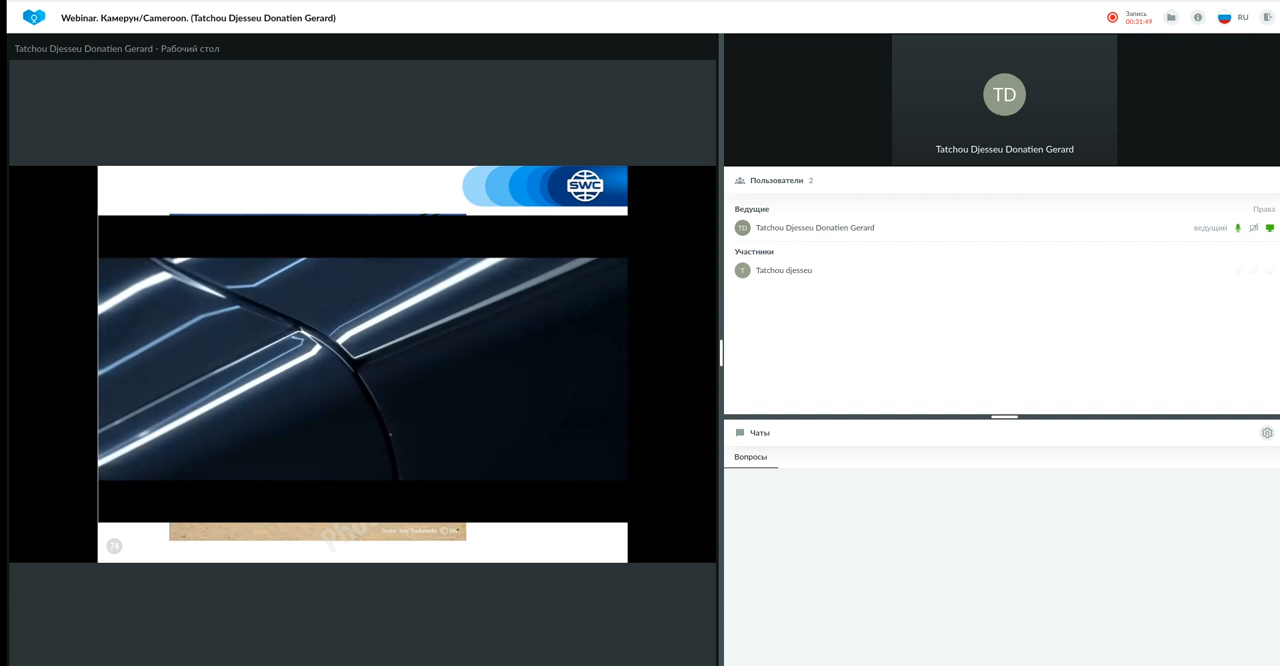 Webinar. Камерун/Cameroon. (Tatchou Djesseu Donatien Gerard)
Запись
00:31:49
RU
Tatchou Djesseu Donatien Gerard - Рабочий стол
TD
Tatchou Djesseu Donatien Gerard
Пользователи 2
Ведущие
Права
TD Tatchou Djesseu Donatien Gerard ведущий
Участники
T Tatchou djesseu
Чаты
Вопросы
SWC
74